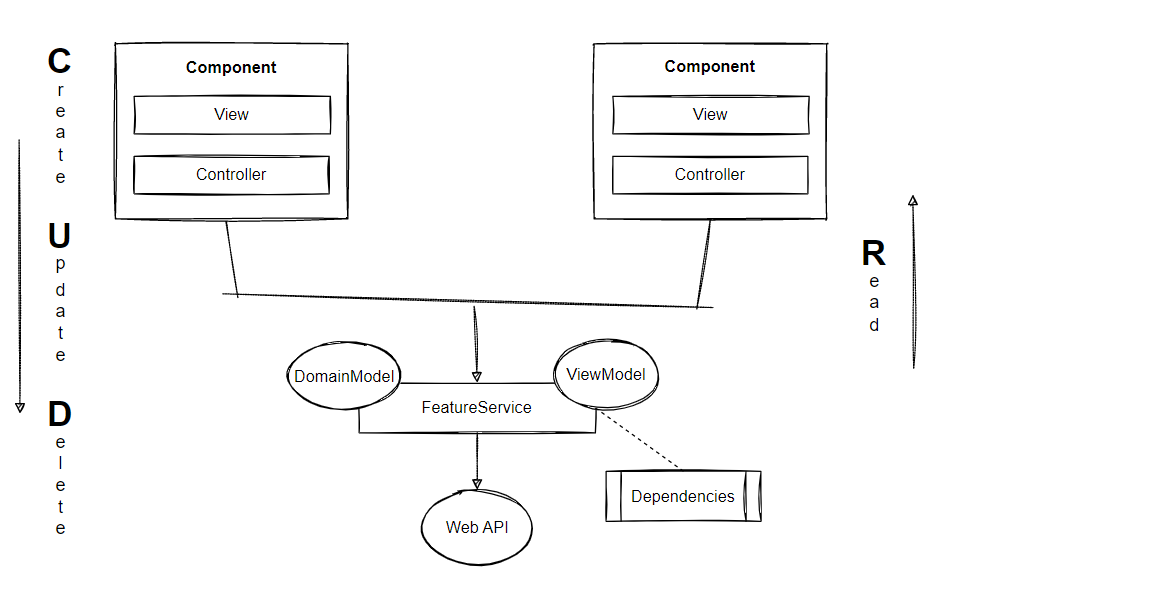 Create
Update
Delete
Component
View
Controller
Component
View
Controller
Read
DomainModel
ViewModel
FeatureService
Dependencies
Web API